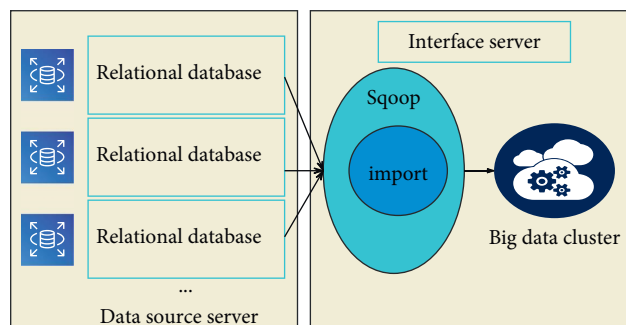 Relational database
Relational database
Relational database
...
Data source server
Interface server
Sqoop
import
Big data cluster